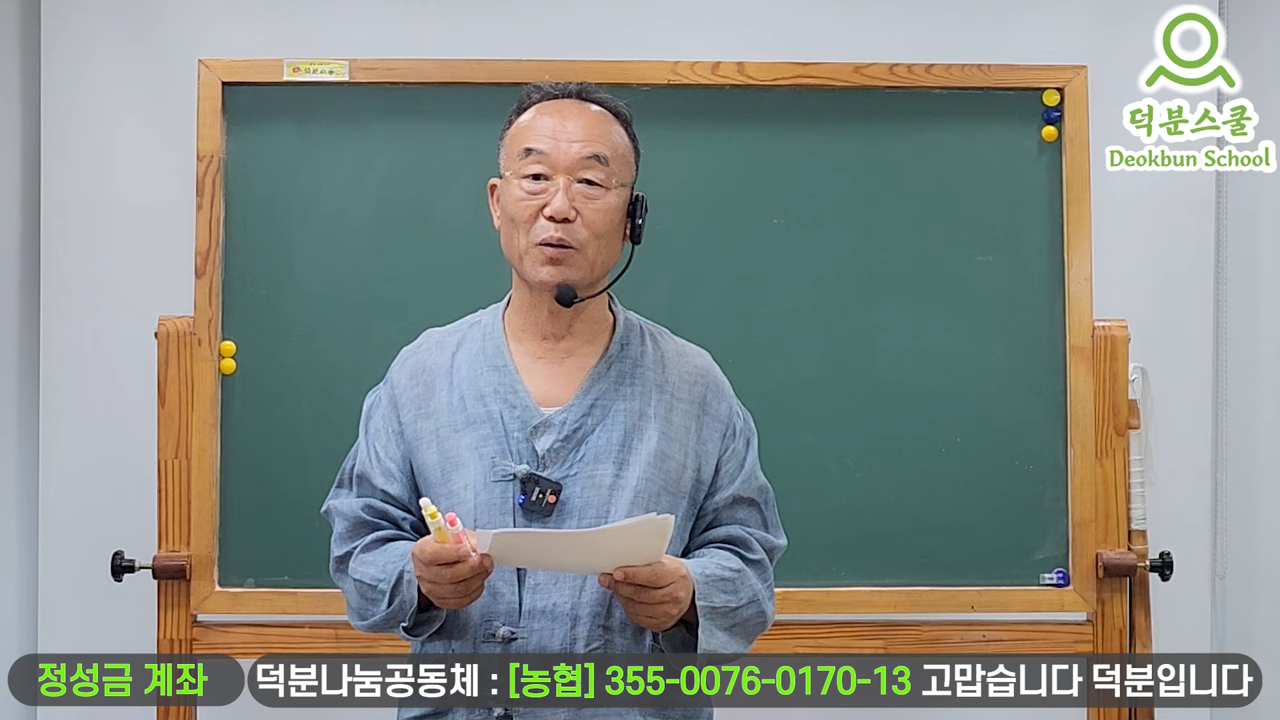 덕분스쿨
Deokbun School
정성금 계좌
덕분나눔공동체 : [농협] 355-0076-0170-13 고맙습니다 덕분입니다